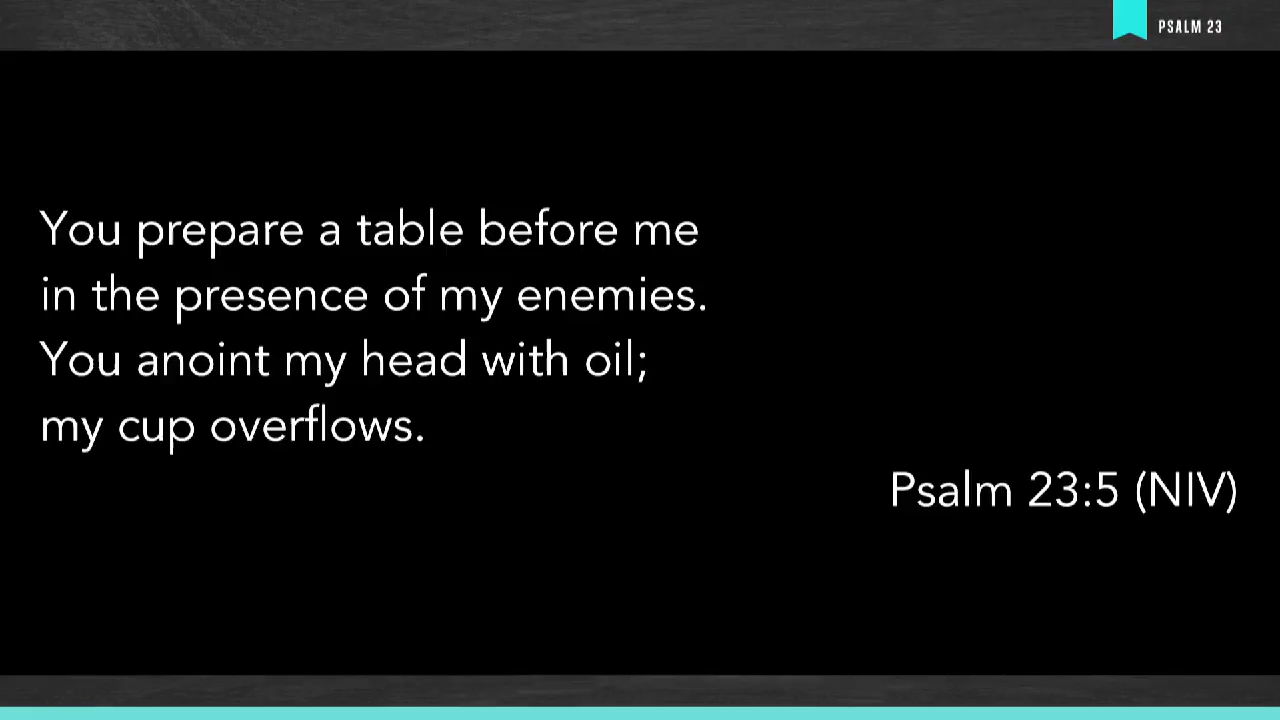 PSALM 23
You prepare a table before me
in the presence of my enemies.
You anoint my head with oil;
my cup overflows.
Psalm 23:5 (NIV)